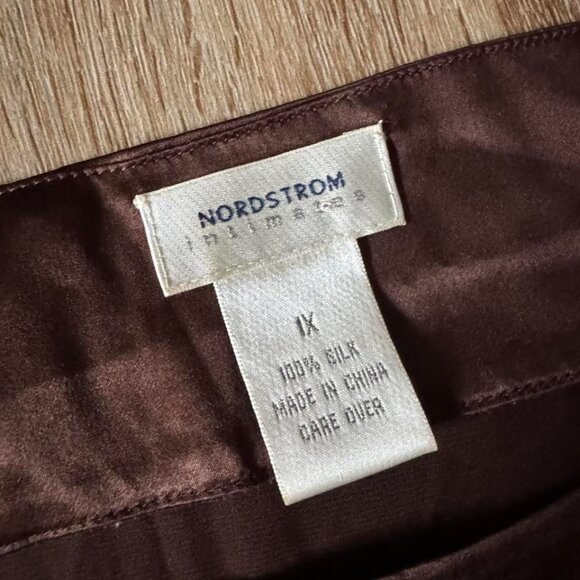 NORDSTROM
intimates
1X
100% SILK
MADE IN CHINA
CARE OVER